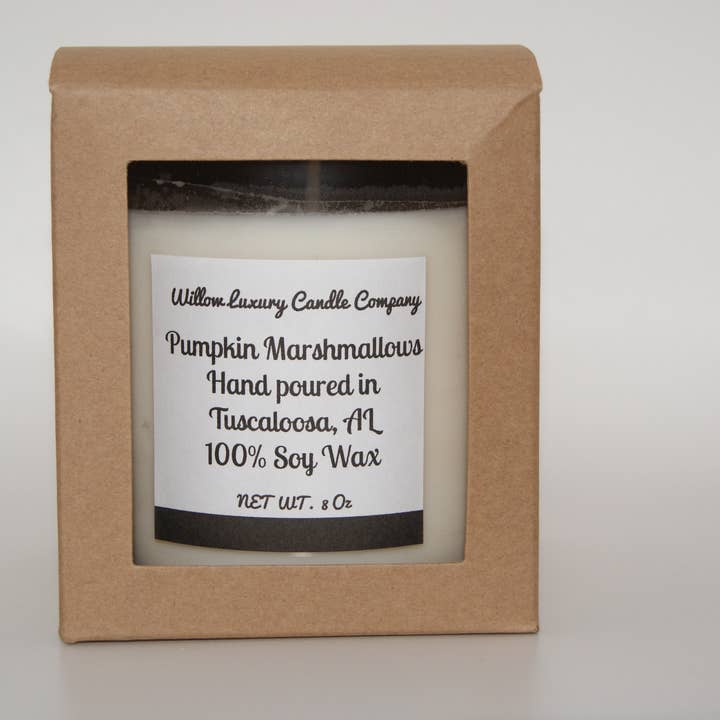 Willow Luxury Candle Company
Pumpkin Marshmallows
Hand poured in
Tuscaloosa, AL
100% Soy Wax
NET WT. 8 Oz